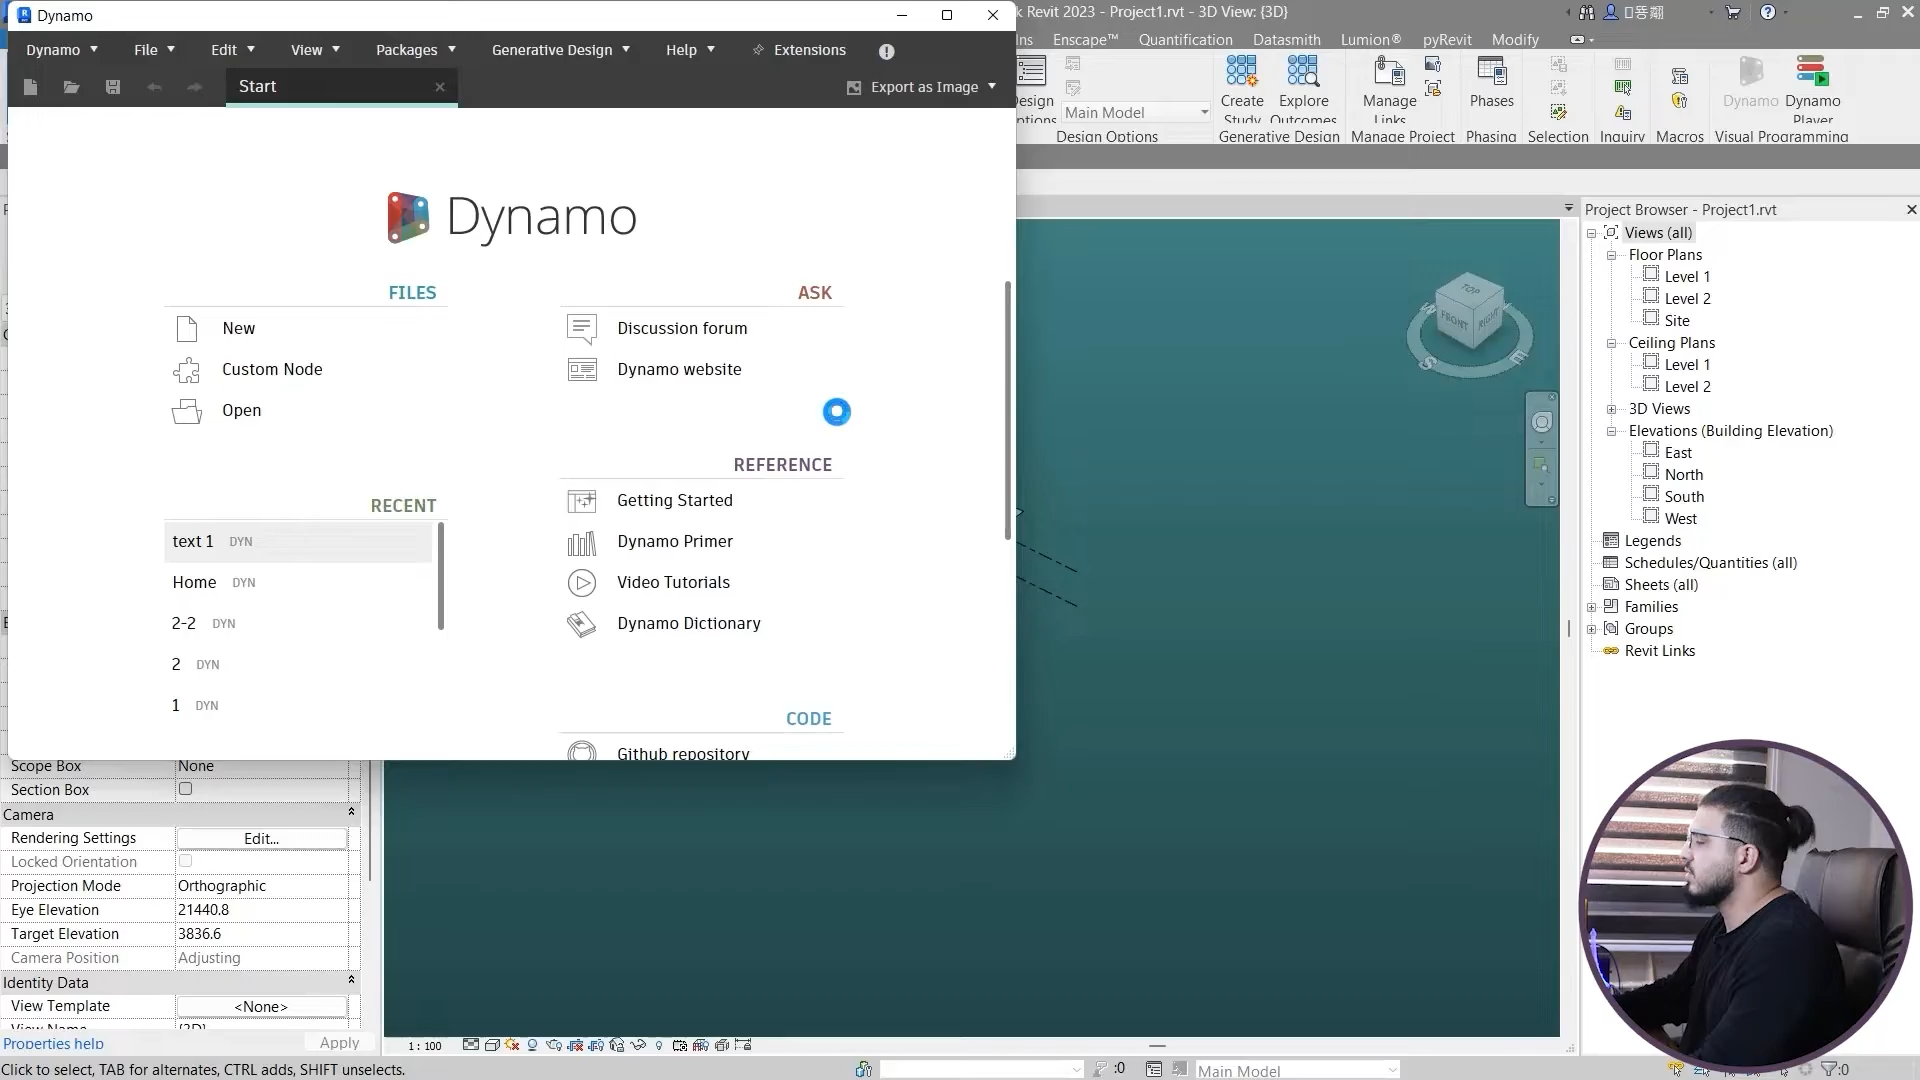 Dynamo
k Revit 2023 - Project1.rvt - 3D View: {3D}
Dynamo File Edit View Packages Generative Design Help Extensions
Enscape™ Quantification Datasmith Lumion® pyRevit Modify
Start
Export as Image
Main Model
Create
Explore
Outcomes
Manage
Links
Phases
Dynamo
Dynamo
Player
Design Options
Generative Design
Manage Project
Phasing
Selection
Inquiry
Macros
Visual Programming
Dynamo
FILES
New
Custom Node
Open
RECENT
text 1 DYN
Home DYN
2-2 DYN
2 DYN
1 DYN
ASK
Discussion forum
Dynamo website
REFERENCE
Getting Started
Dynamo Primer
Video Tutorials
Dynamo Dictionary
CODE
Github repository
TOP
FRONT
RIGHT
S
E
Project Browser - Project1.rvt
Views (all)
Floor Plans
Level 1
Level 2
Site
Ceiling Plans
Level 1
Level 2
3D Views
Elevations (Building Elevation)
East
North
South
West
Legends
Schedules/Quantities (all)
Sheets (all)
Families
Groups
Revit Links
Scope Box None
Section Box
Camera
Rendering Settings Edit...
Locked Orientation
Projection Mode Orthographic
Eye Elevation 21440.8
Target Elevation 3836.6
Camera Position Adjusting
Identity Data
View Template <None>
Properties help Apply
1 : 100
Click to select, TAB for alternates, CTRL adds, SHIFT unselects.
:0
Main Model
:0